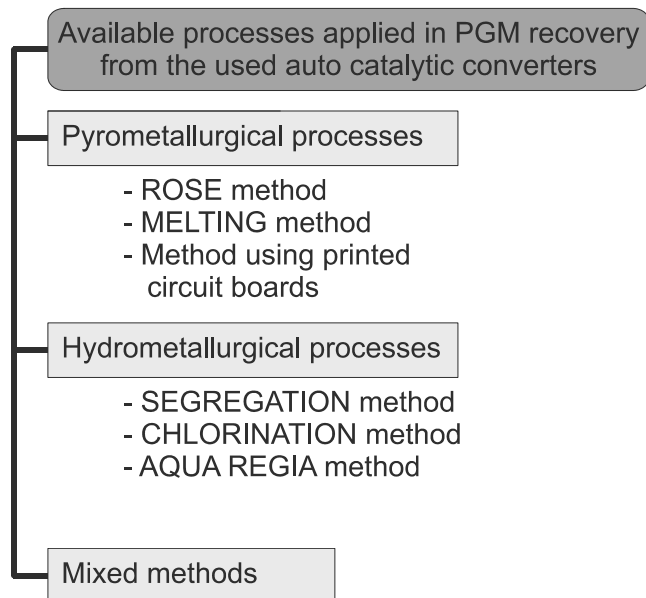 Available processes applied in PGM recovery
from the used auto catalytic converters
Pyrometallurgical processes
- ROSE method
- MELTING method
- Method using printed
circuit boards
Hydrometallurgical processes
- SEGREGATION method
- CHLORINATION method
- AQUA REGIA method
Mixed methods